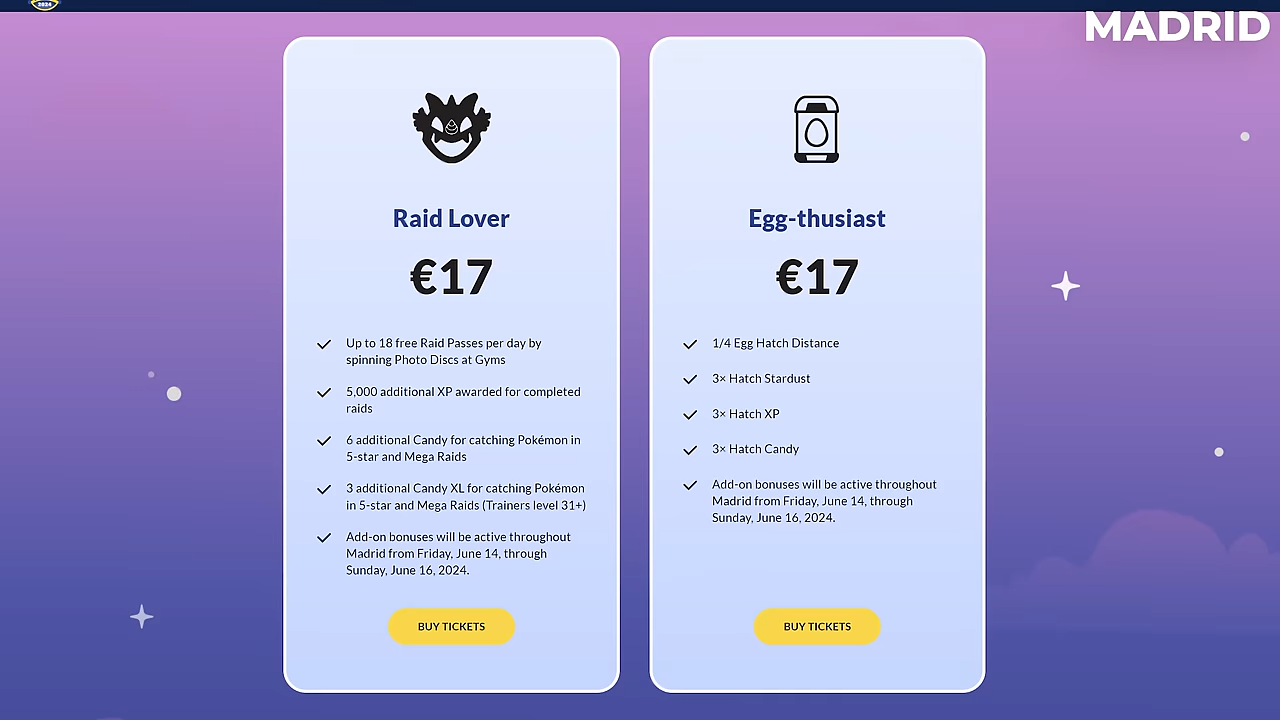 2024
MADRID
Raid Lover
€17
Up to 18 free Raid Passes per day by
spinning Photo Discs at Gyms
5,000 additional XP awarded for completed
raids
6 additional Candy for catching Pokémon in
5-star and Mega Raids
3 additional Candy XL for catching Pokémon
in 5-star and Mega Raids (Trainers level 31+)
Add-on bonuses will be active throughout
Madrid from Friday, June 14, through
Sunday, June 16, 2024.
BUY TICKETS
Egg-thusiast
€17
1/4 Egg Hatch Distance
3× Hatch Stardust
3× Hatch XP
3× Hatch Candy
Add-on bonuses will be active throughout
Madrid from Friday, June 14, through
Sunday, June 16, 2024.
BUY TICKETS